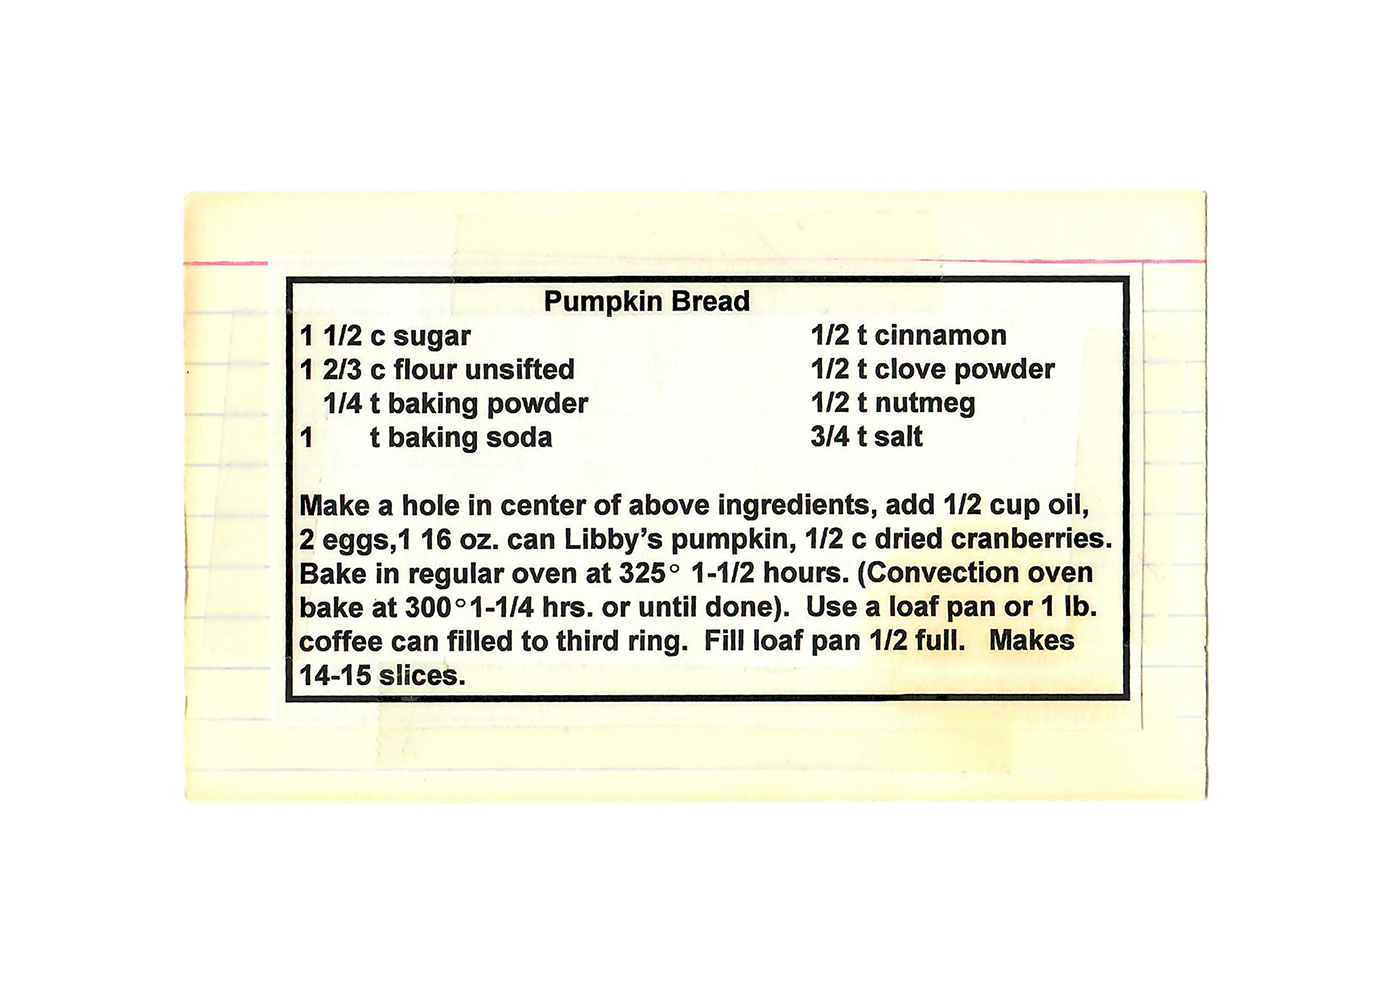 Pumpkin Bread
1 1/2 c sugar 1/2 t cinnamon
1 2/3 c flour unsifted 1/2 t clove powder
1/4 t baking powder 1/2 t nutmeg
1 t baking soda 3/4 t salt
Make a hole in center of above ingredients, add 1/2 cup oil,
2 eggs,1 16 oz. can Libby’s pumpkin, 1/2 c dried cranberries.
Bake in regular oven at 325° 1-1/2 hours. (Convection oven
bake at 300°1-1/4 hrs. or until done). Use a loaf pan or 1 lb.
coffee can filled to third ring. Fill loaf pan 1/2 full. Makes
14-15 slices.